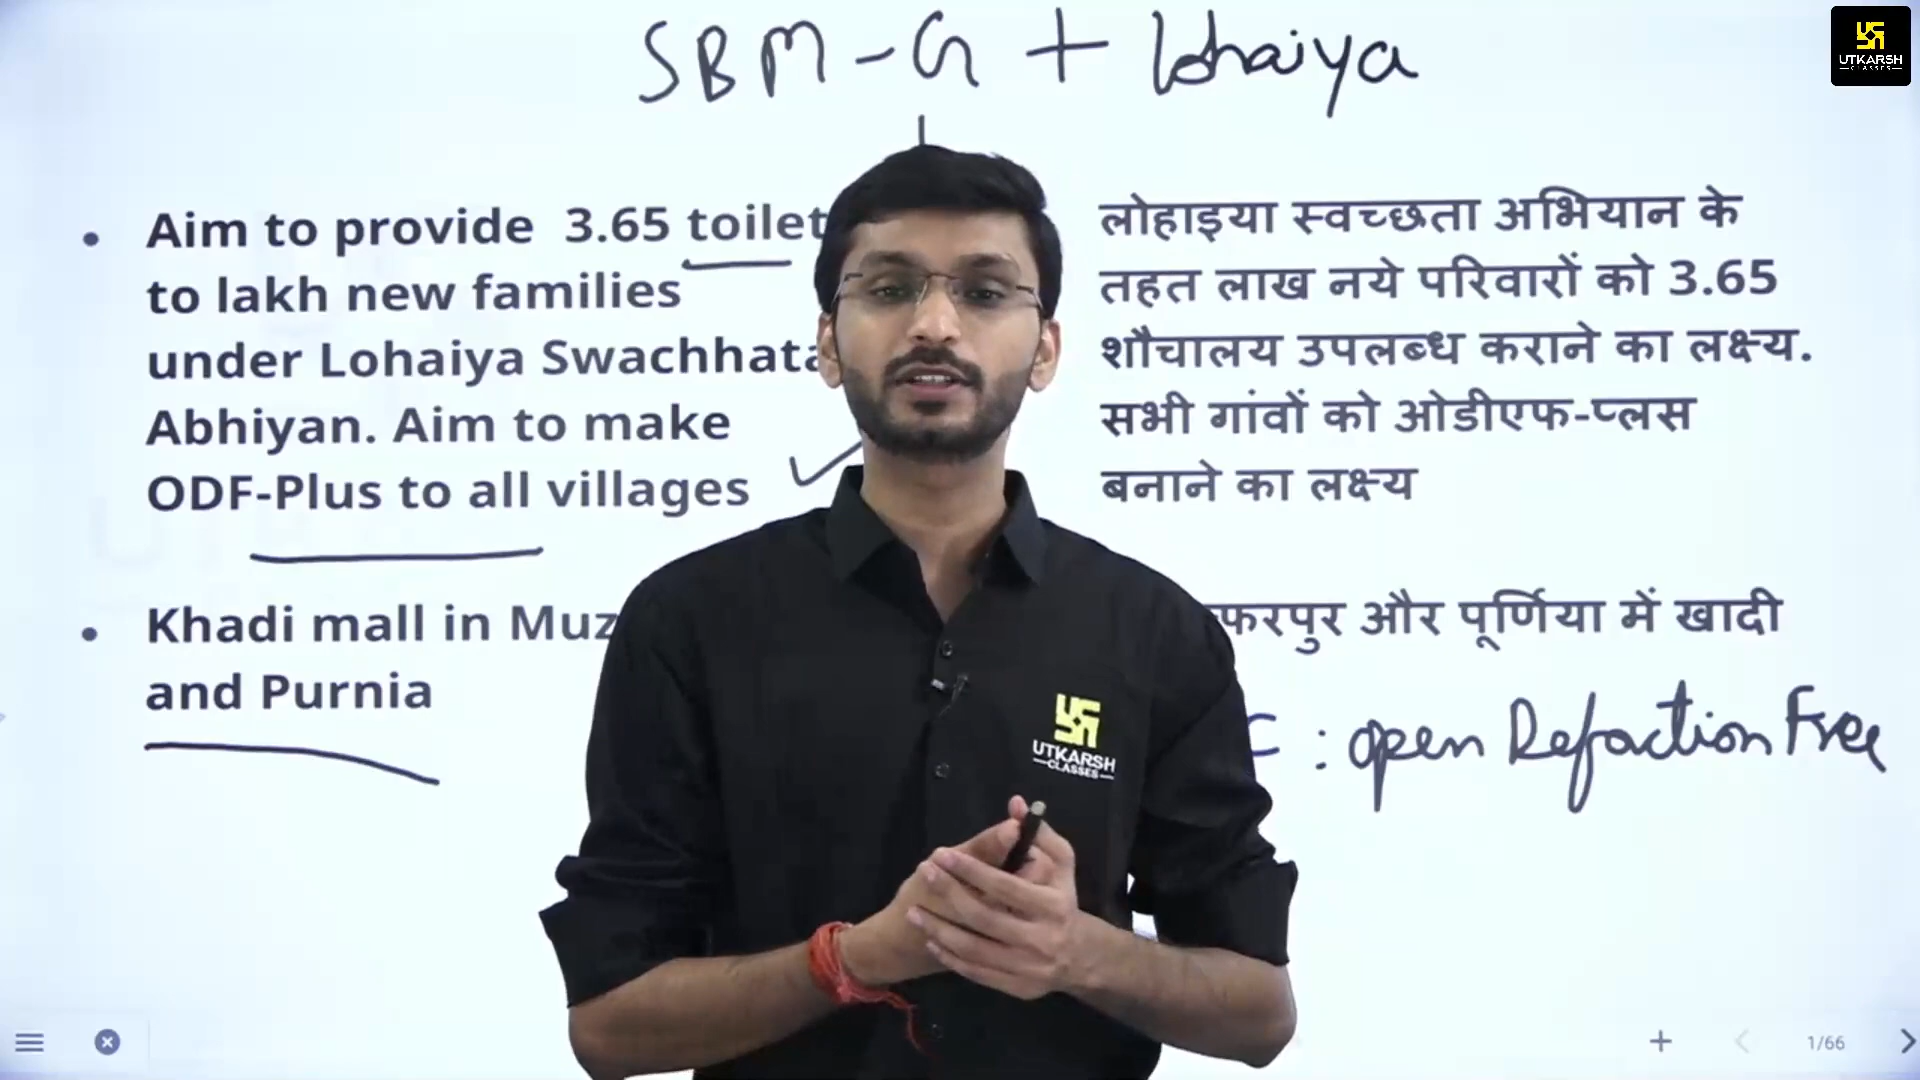 SBM-G + Lohaiya
UTKARSH
CLASSES
Aim to provide 3.65 toilet
to lakh new families
under Lohaiya Swachhata
Abhiyan. Aim to make
ODF-Plus to all villages
लोहाइया स्वच्छता अभियान के
तहत लाख नये परिवारों को 3.65
शौचालय उपलब्ध कराने का लक्ष्य.
सभी गांवों को ओडीएफ-प्लस
बनाने का लक्ष्य
Khadi mall in
and Purnia
और पूर्णिया में खादी
: open Defaction Free
UTKARSH
CLASSES
1/66